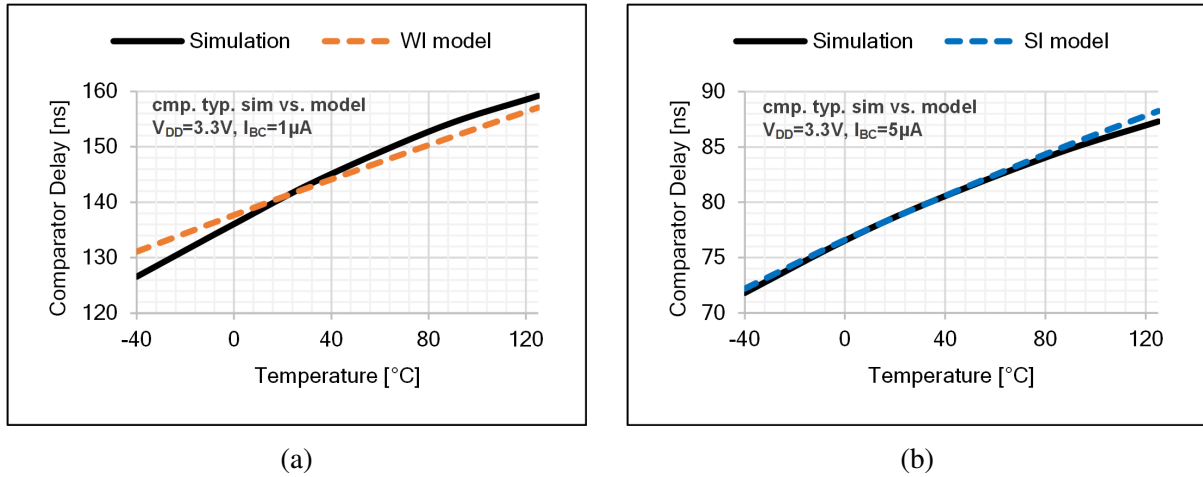 Simulation WI model
Comparator Delay [ns]
160
150
140
130
120
cmp. typ. sim vs. model
VDD=3.3V, IBC=1µA
-40 0 40 80 120
Temperature [°C]
(a)
Simulation SI model
Comparator Delay [ns]
90
85
80
75
70
cmp. typ. sim vs. model
VDD=3.3V, IBC=5µA
-40 0 40 80 120
Temperature [°C]
(b)